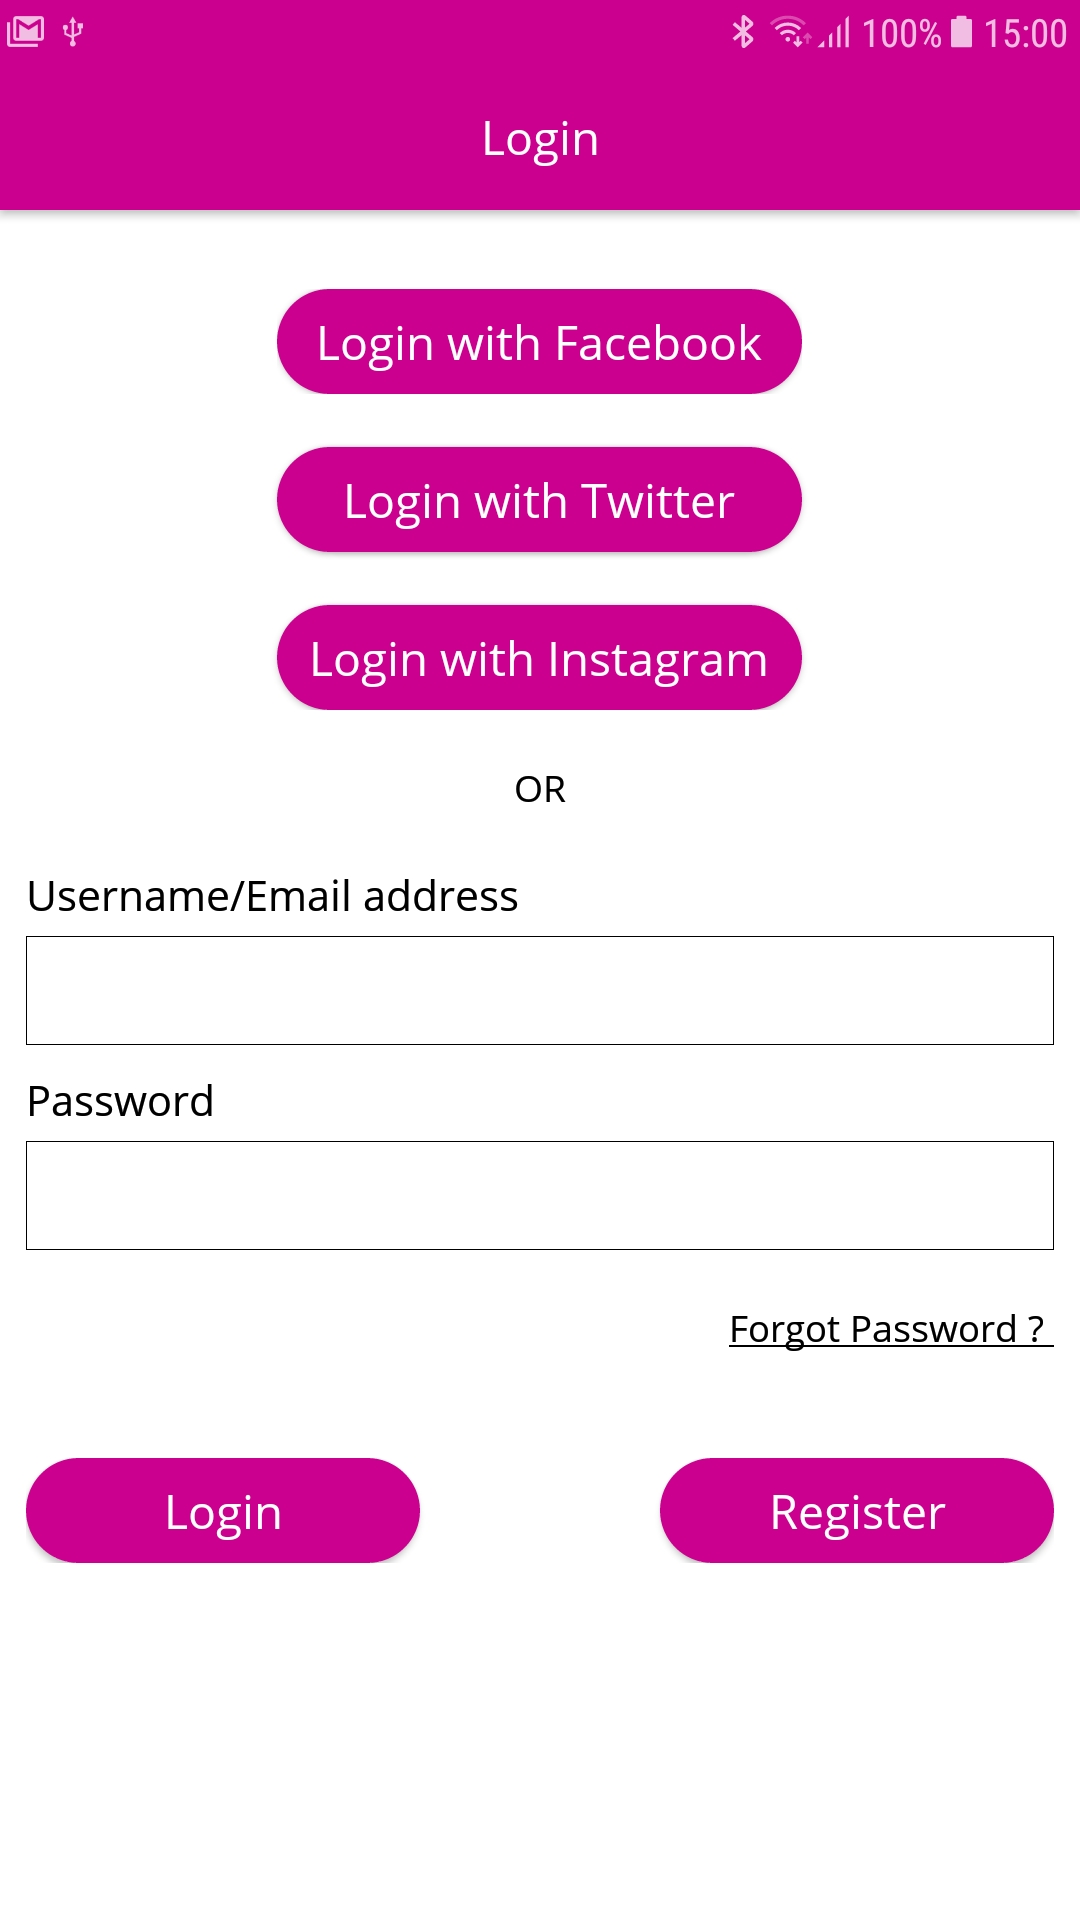 100% 15:00
Login
Login with Facebook
Login with Twitter
Login with Instagram
OR
Username/Email address
Password
Forgot Password ?
Login Register